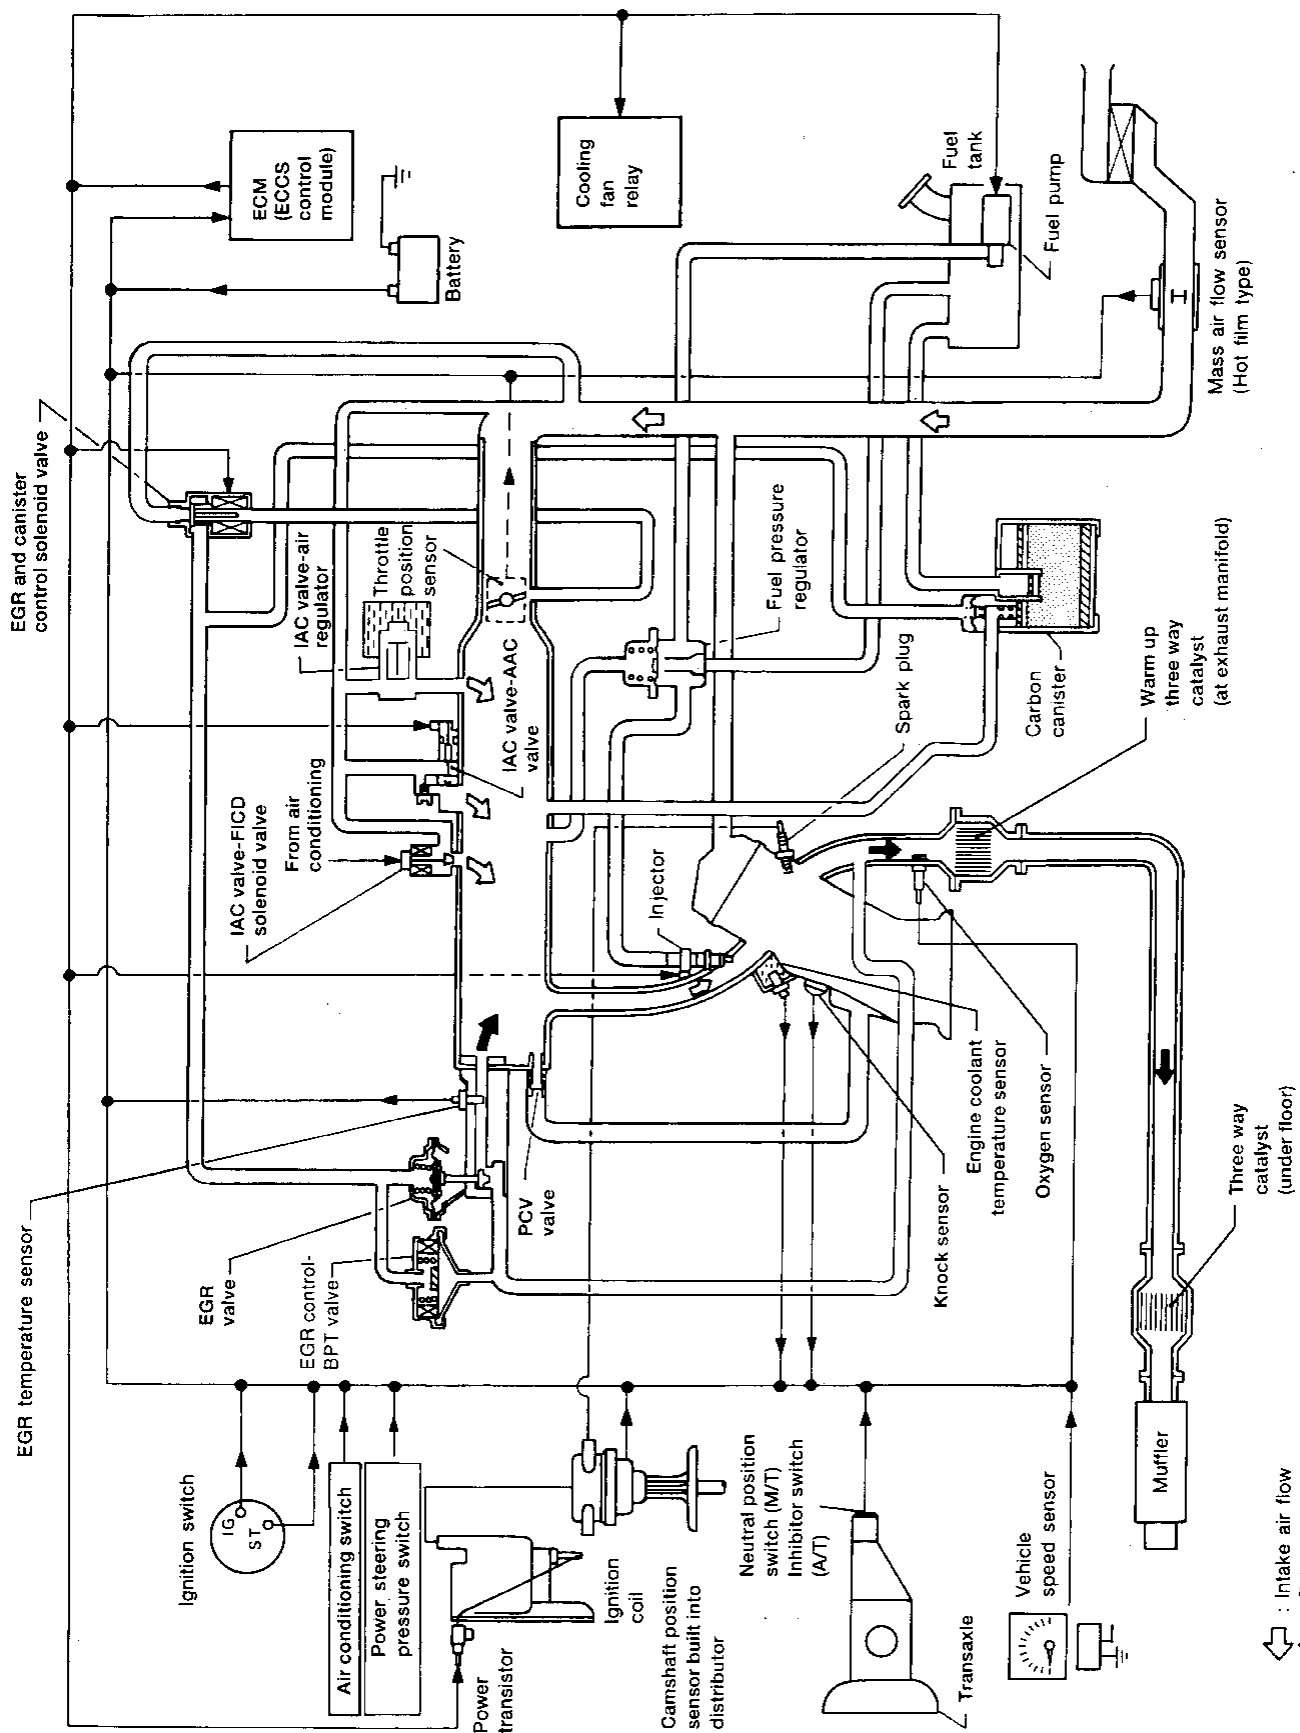 EGR and canister
control solenoid valve
ECM
(ECCS
control
module)
Battery
Cooling
fan
relay
Fuel
tank
Fuel pump
Mass air flow sensor
(Hot film type)
IAC valve-air
regulator
Throttle
position
sensor
IAC valve-AAC
valve
Fuel pressure
regulator
Spark plug
Carbon
canister
Warm up
three way
catalyst
(at exhaust manifold)
IAC valve-FICD
solenoid valve
From air
conditioning
Injector
EGR temperature sensor
EGR
valve
EGR control-
BPT valve
PCV
valve
Knock sensor
Engine coolant
temperature sensor
Oxygen sensor
Three way
catalyst
(under floor)
Ignition switch
IG
ST
Air conditioning switch
Power steering
pressure switch
Power
transistor
Ignition
coil
Camshaft position
sensor built into
distributor
Neutral position
switch (M/T)
Inhibitor switch
(A/T)
Transaxle
Vehicle
speed sensor
Muffler
: Intake air flow